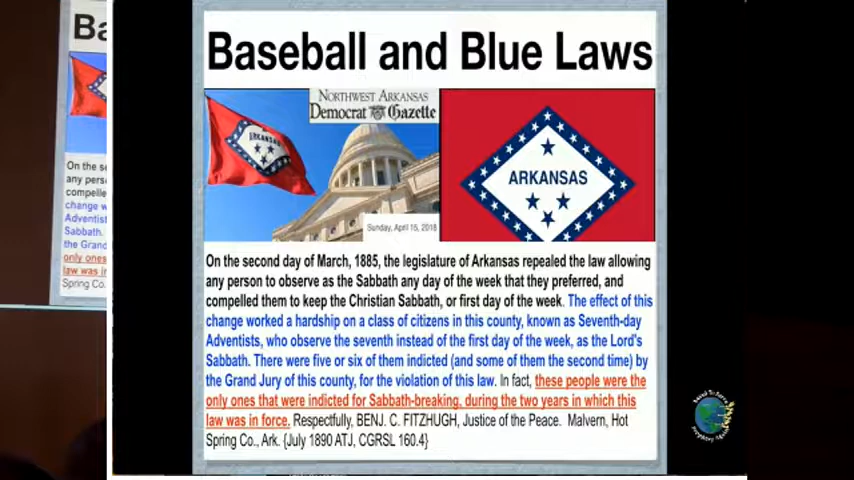 Ba
On the se
any pers
compelle
change w
Adventist
Sabbath.
the Grand
only ones
law was in
Spring Co.
Baseball and Blue Laws
NORTHWEST ARKANSAS
Democrat Gazette
ARKANSAS
ARKANSAS
Sunday, April 15, 2018
On the second day of March, 1885, the legislature of Arkansas repealed the law allowing
any person to observe as the Sabbath any day of the week that they preferred, and
compelled them to keep the Christian Sabbath, or first day of the week. The effect of this
change worked a hardship on a class of citizens in this county, known as Seventh-day
Adventists, who observe the seventh instead of the first day of the week, as the Lord's
Sabbath. There were five or six of them indicted (and some of them the second time) by
the Grand Jury of this county, for the violation of this law. In fact, these people were the
only ones that were indicted for Sabbath-breaking, during the two years in which this
law was in force. Respectfully, BENJ. C. FITZHUGH, Justice of the Peace. Malvern, Hot
Spring Co., Ark. {July 1890 ATJ, CGRSL 160.4}